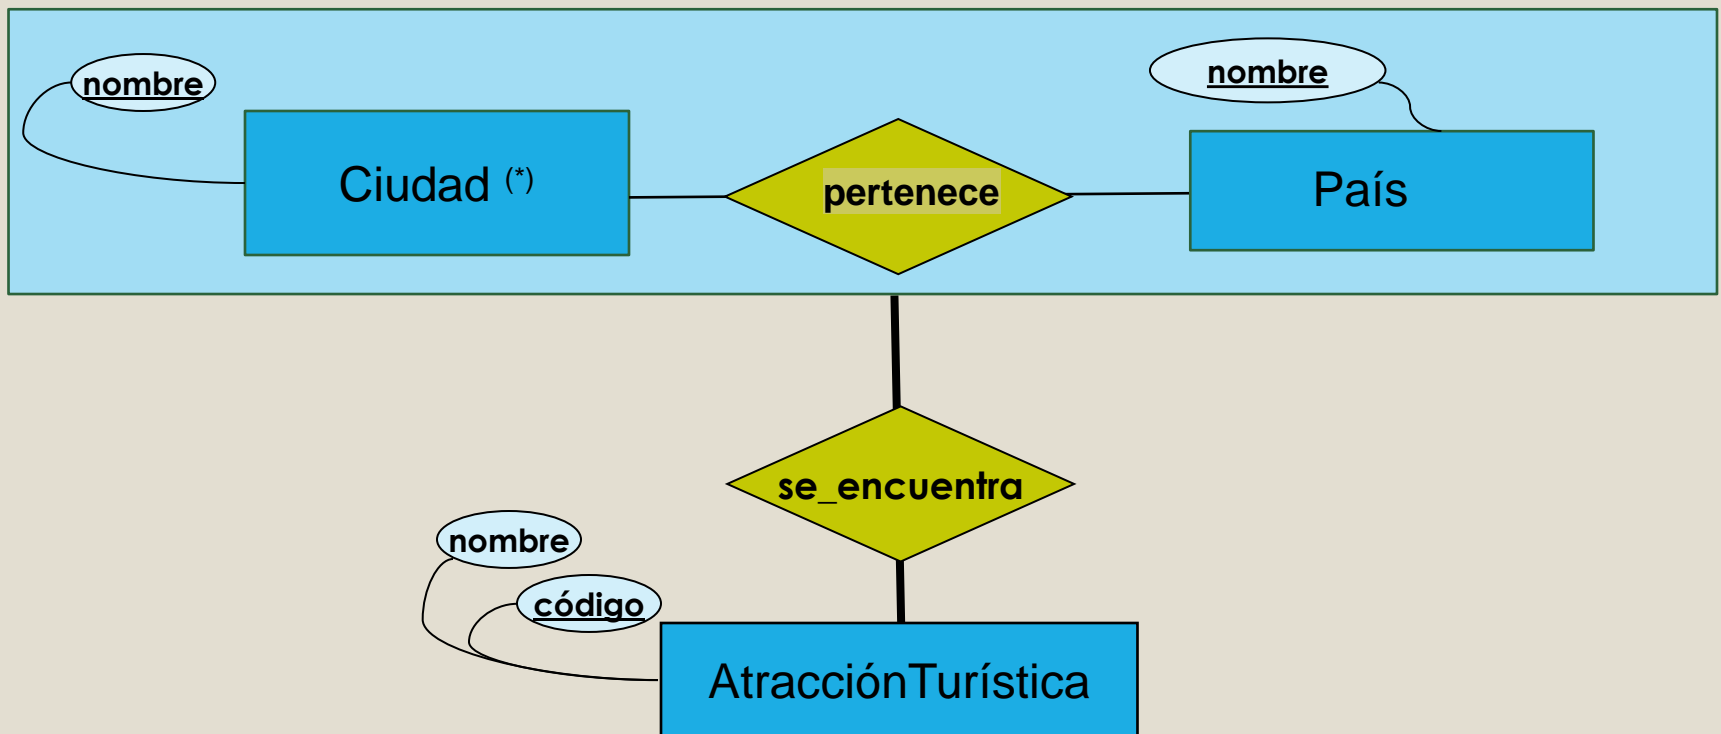 nombre
nombre
Ciudad (*)
pertenece
País
se_encuentra
nombre
código
AtracciónTurística